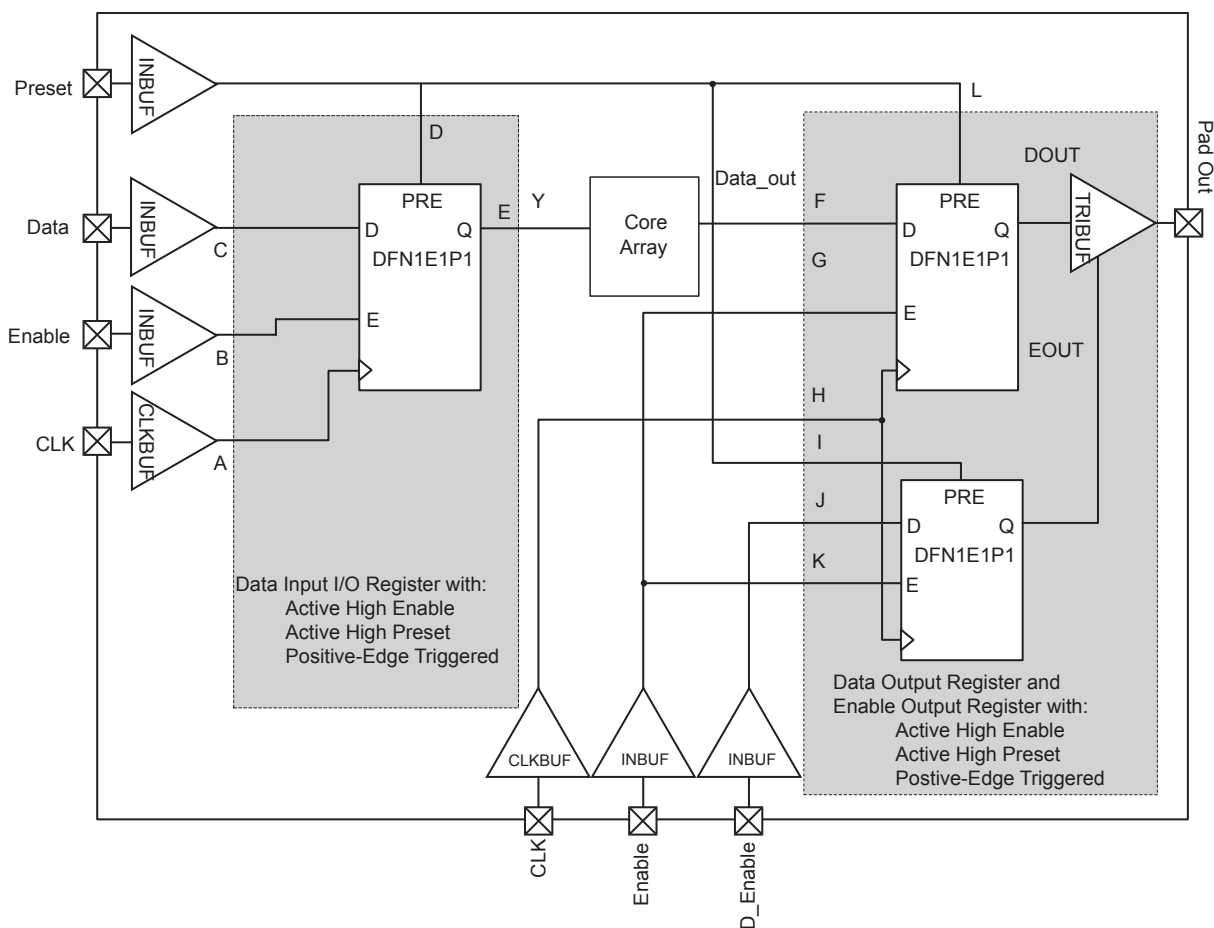 Preset
INBUF
L
D
Pad Out
DOUT
Data_out
PRE
PRE
TRIBUF
INBUF
E
Y
Core
Array
F
Data
D
Q
D
Q
C
DFN1E1P1
DFN1E1P1
G
INBUF
E
E
Enable
B
EOUT
CLKBUF
H
CLK
A
I
PRE
J
D
Q
DFN1E1P1
K
E
Data Input I/O Register with:
Active High Enable
Active High Preset
Positive-Edge Triggered
Data Output Register and
Enable Output Register with:
Active High Enable
Active High Preset
Postive-Edge Triggered
CLKBUF
INBUF
INBUF
CLK
Enable
D_Enable